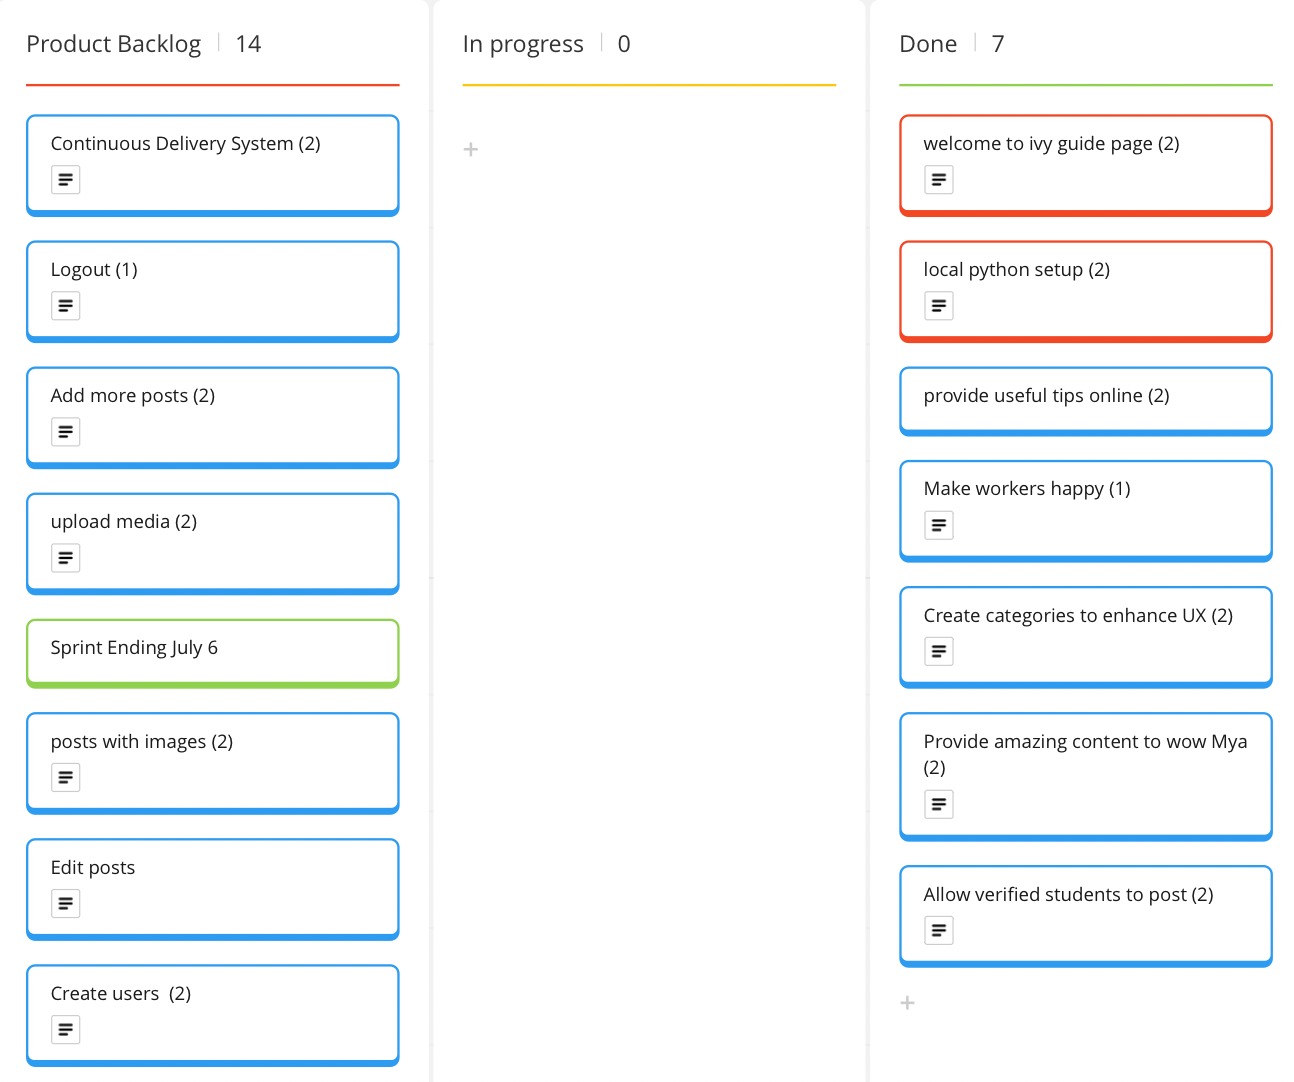 Product Backlog 14
Continuous Delivery System (2)
Logout (1)
Add more posts (2)
upload media (2)
Sprint Ending July 6
posts with images (2)
Edit posts
Create users  (2)
In progress 0
+
Done 7
welcome to ivy guide page (2)
local python setup (2)
provide useful tips online (2)
Make workers happy (1)
Create categories to enhance UX (2)
Provide amazing content to wow Mya
(2)
Allow verified students to post (2)
+